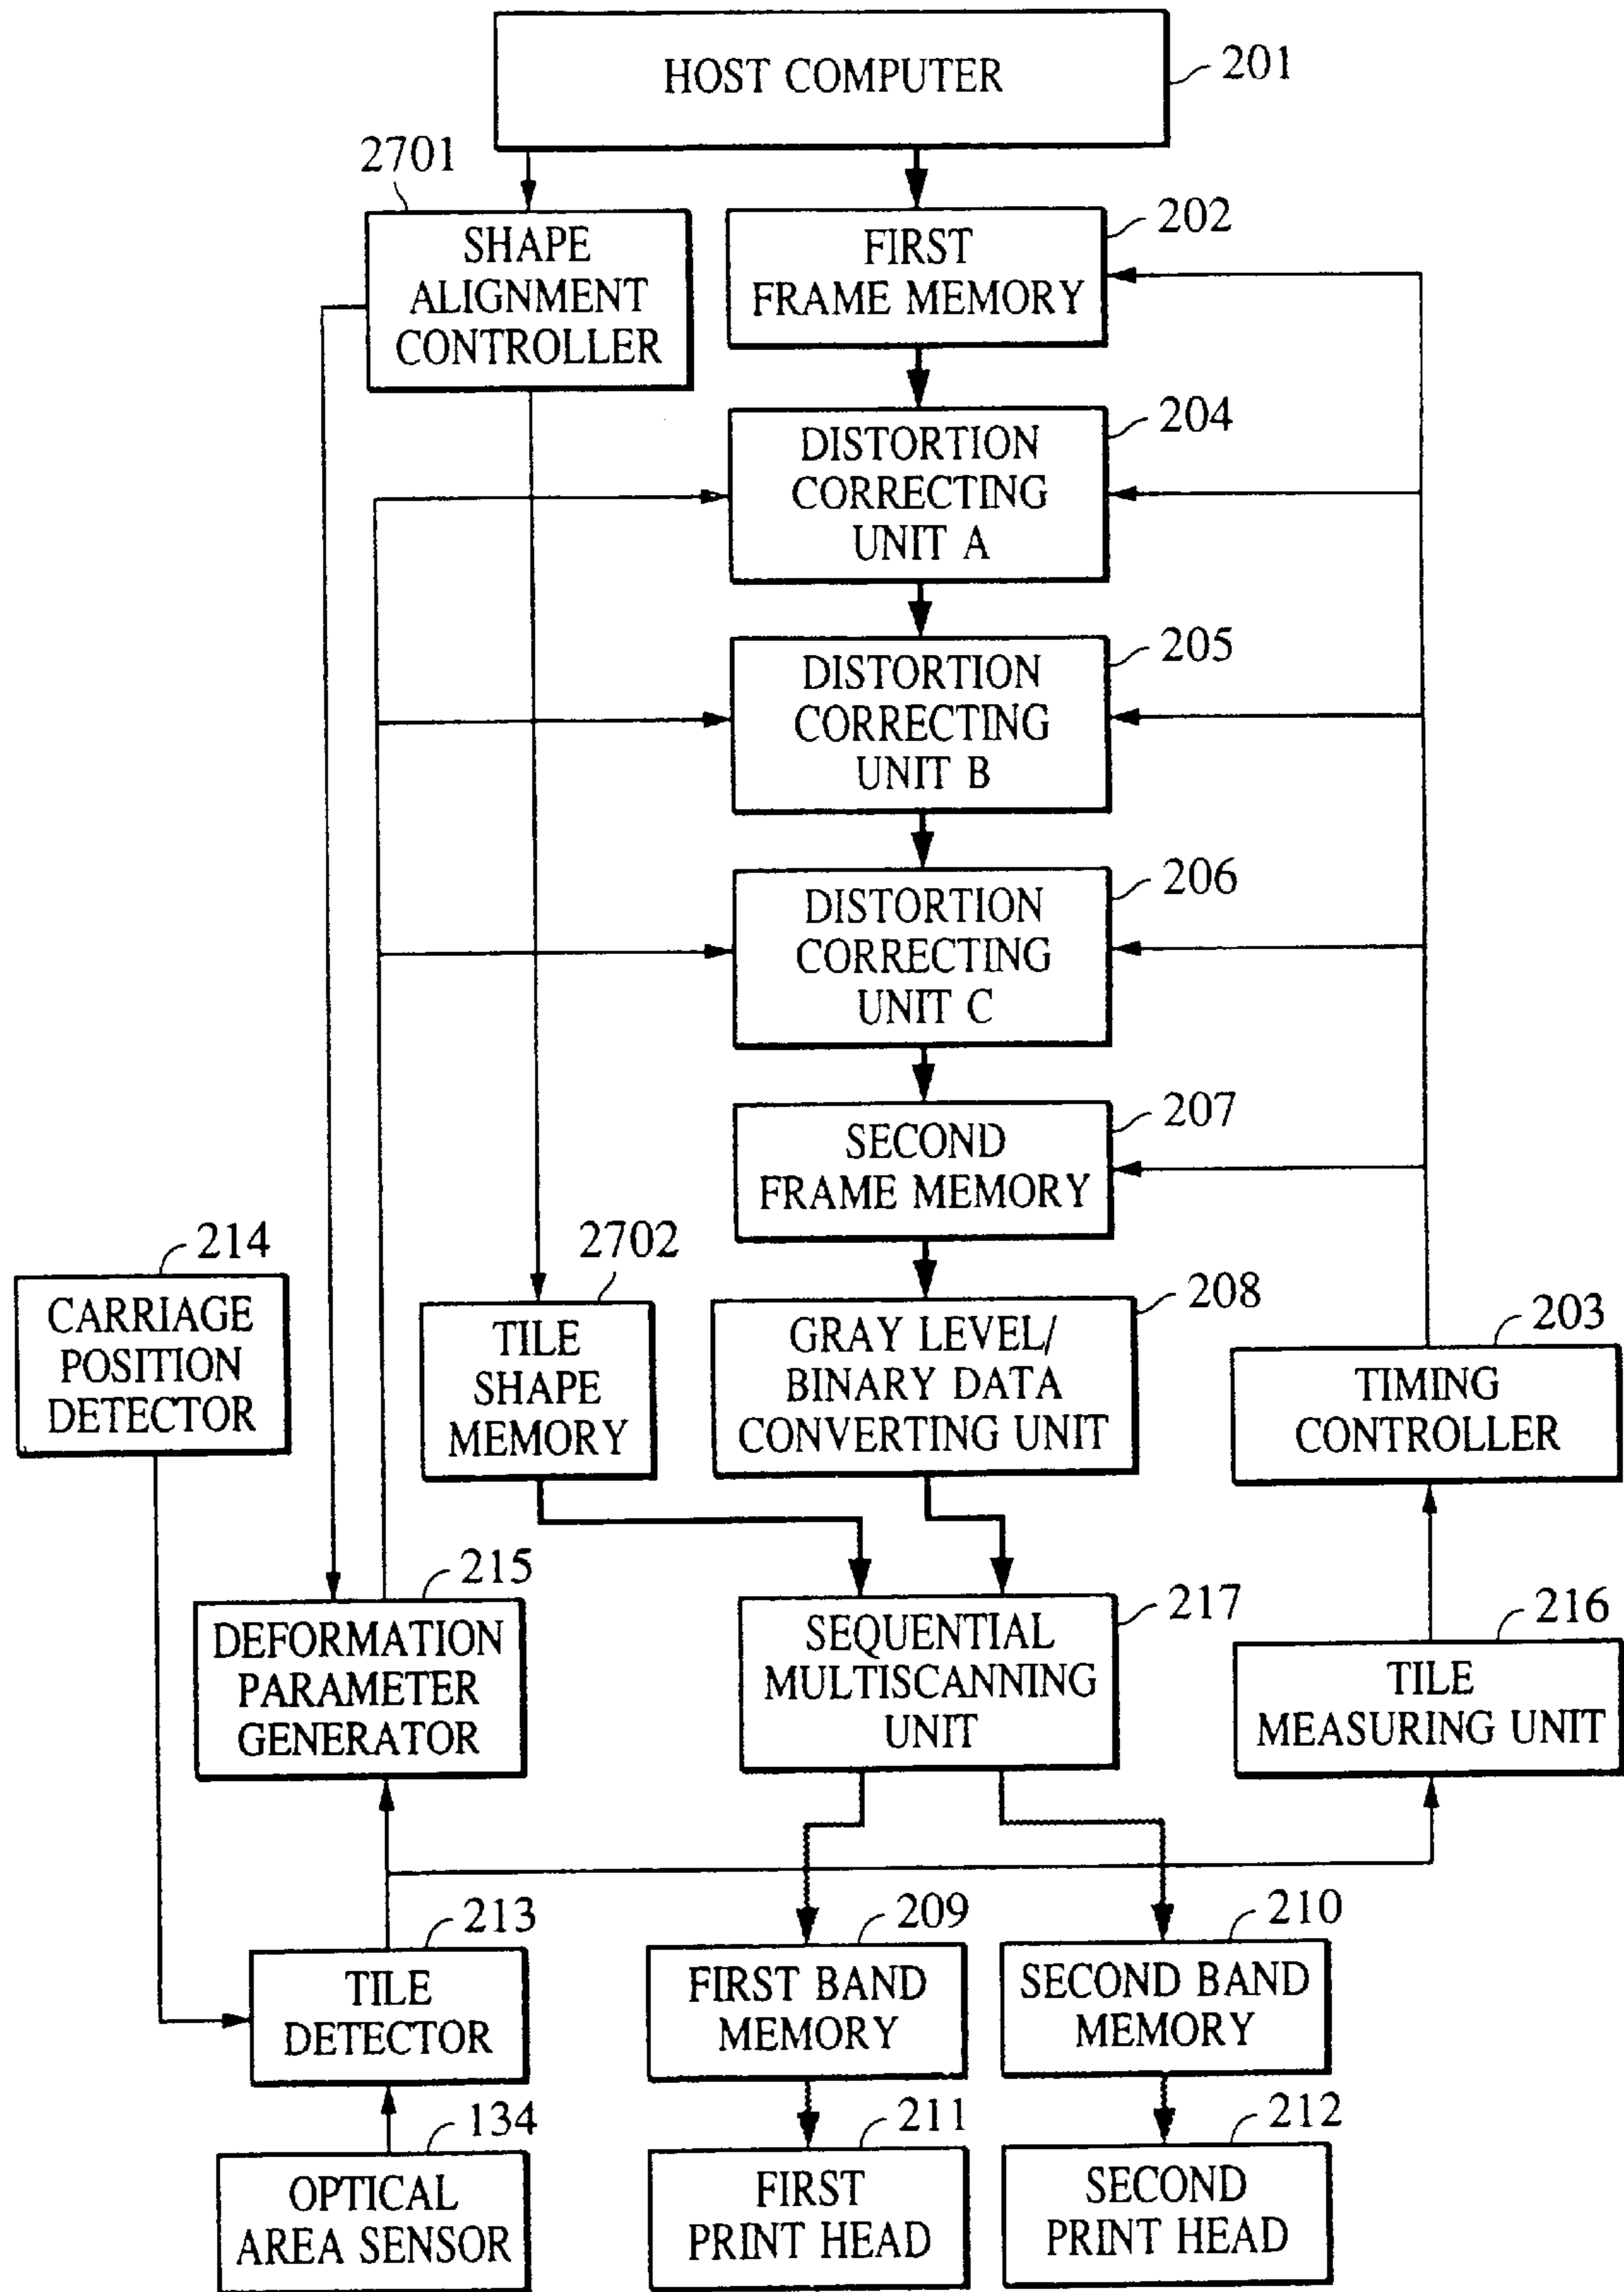 HOST COMPUTER
201
2701
SHAPE
ALIGNMENT
CONTROLLER
202
FIRST
FRAME MEMORY
204
DISTORTION
CORRECTING
UNIT A
205
DISTORTION
CORRECTING
UNIT B
206
DISTORTION
CORRECTING
UNIT C
207
SECOND
FRAME MEMORY
214
CARRIAGE
POSITION
DETECTOR
2702
TILE
SHAPE
MEMORY
208
GRAY LEVEL/
BINARY DATA
CONVERTING UNIT
203
TIMING
CONTROLLER
215
DEFORMATION
PARAMETER
GENERATOR
217
SEQUENTIAL
MULTISCANNING
UNIT
216
TILE
MEASURING UNIT
213
TILE
DETECTOR
209
FIRST BAND
MEMORY
210
SECOND BAND
MEMORY
134
OPTICAL
AREA SENSOR
211
FIRST
PRINT HEAD
212
SECOND
PRINT HEAD